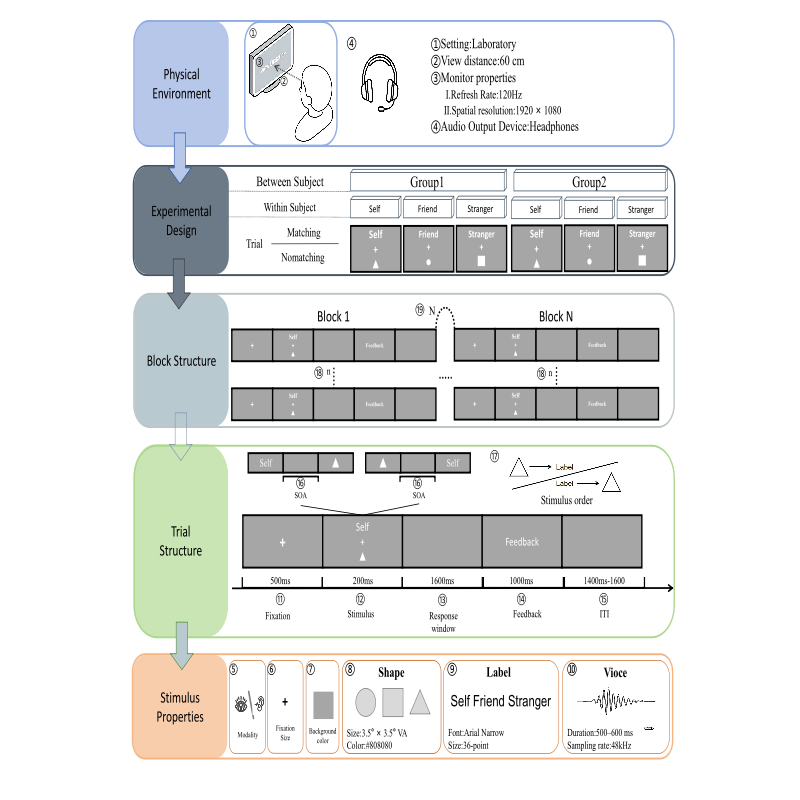 Physical
Environment
①
③
②
④
①Setting:Laboratory
②View distance:60 cm
③Monitor properties
I.Refresh Rate:120Hz
II.Spatial resolution:1920 × 1080
④Audio Output Device:Headphones
Experimental
Design
Between Subject
Group1
Group2
Within Subject
Self
Friend
Stranger
Self
Friend
Stranger
Trial
Matching
Nomatching
Self
+
Friend
+
Stranger
+
Self
+
Friend
+
Stranger
+
Block Structure
Block 1
⑲ N
Block N
+
Self
+
Feedback
+
Self
+
Feedback
⑱ n
.....
⑱ n
+
Self
+
Feedback
+
Self
+
Feedback
Trial
Structure
Self
⑯
SOA
Self
⑯
SOA
⑰
Label
Label
Stimulus order
+
Self
+
Feedback
500ms
200ms
1600ms
1000ms
1400ms-1600
⑪
⑫
⑬
⑭
⑮
Fixation
Stimulus
Response
window
Feedback
ITI
Stimulus
Properties
⑤
Modality
⑥
+
Fixation
Size
⑦
Background
color
⑧
Shape
Size:3.5° × 3.5° VA
Color:#808080
⑨
Label
Self Friend Stranger
Font:Arial Narrow
Size:36-point
⑩
Vioce
Duration:500–600 ms
Sampling rate:48kHz